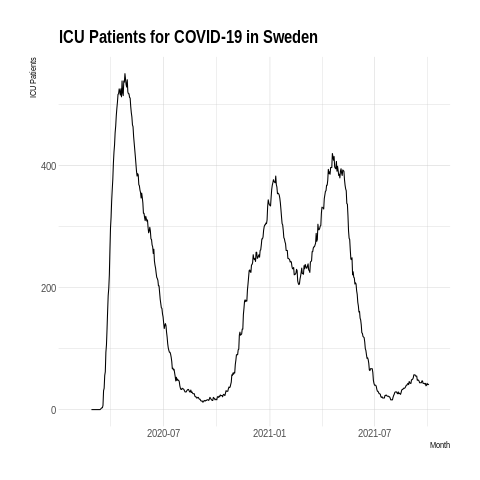 ICU Patients for COVID-19 in Sweden
ICU Patients
400
200
0
2020-07
2021-01
2021-07
Month